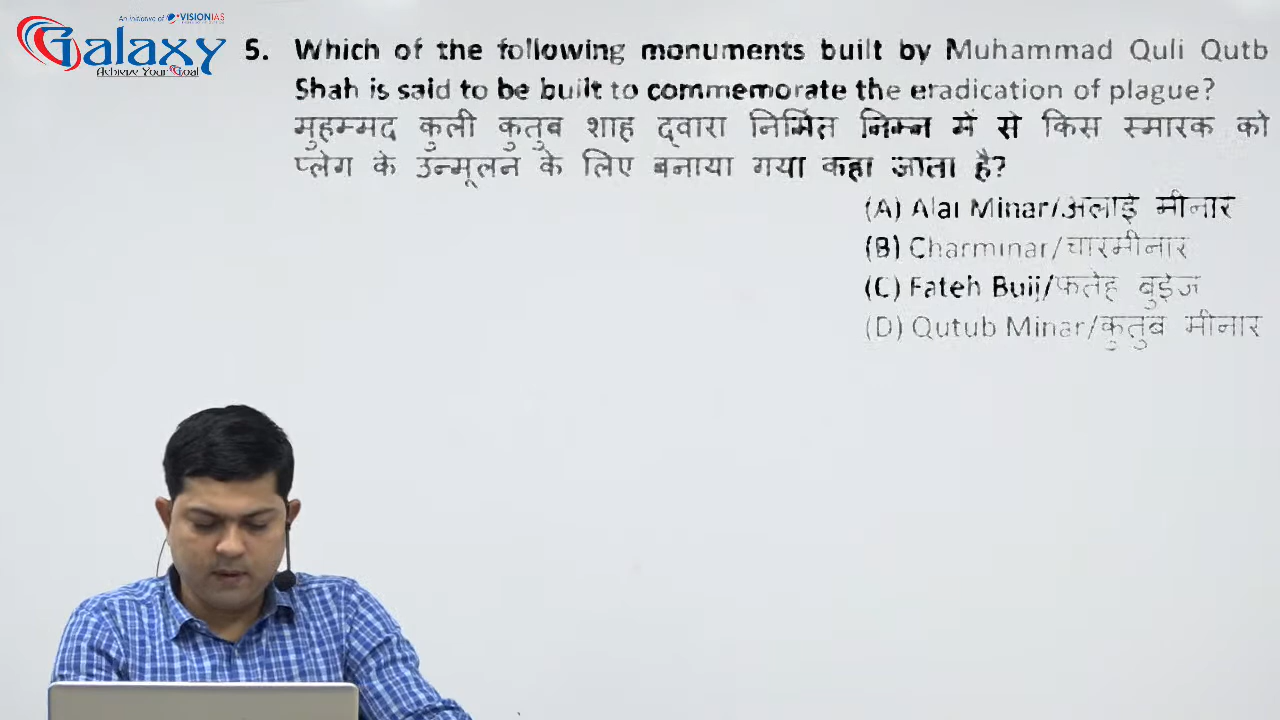 An Initiative of VISIONIAS
Galaxy
Achieve Your Goal
5. Which of the following monuments built by Muhammad Quli Qutb
Shah is said to be built to commemorate the eradication of plague?
मुहम्मद कुली कुतुब शाह द्वारा निर्मित निम्न में से किस स्मारक को
प्लेग के उन्मूलन के लिए बनाया गया कहा जाता है?
(A) Alai Minar/अलाई मीनार
(B) Charminar/चारमीनार
(C) Fateh Burj/फतेह बुर्ज
(D) Qutub Minar/कुतुब मीनार